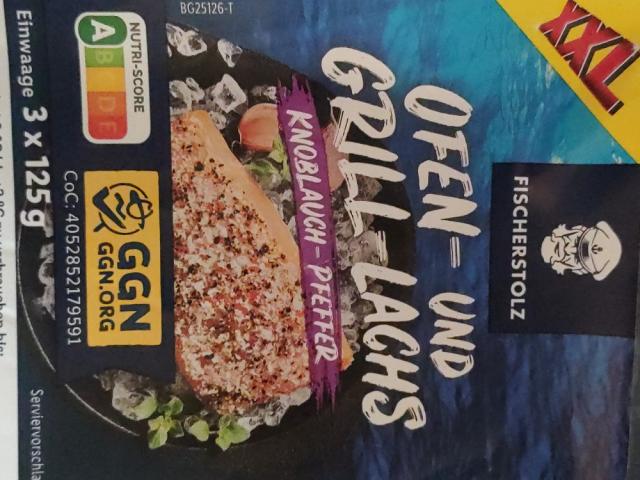 XXL
FISCHERSTOLZ
OFEN- UND
GRILL-LACHS
KNOBLAUCH-PFEFFER
BG25126-T
NUTRI-SCORE
A B D E
GGN
GGN.ORG
CoC: 4052852179591
Einwaage 3 x 125 g